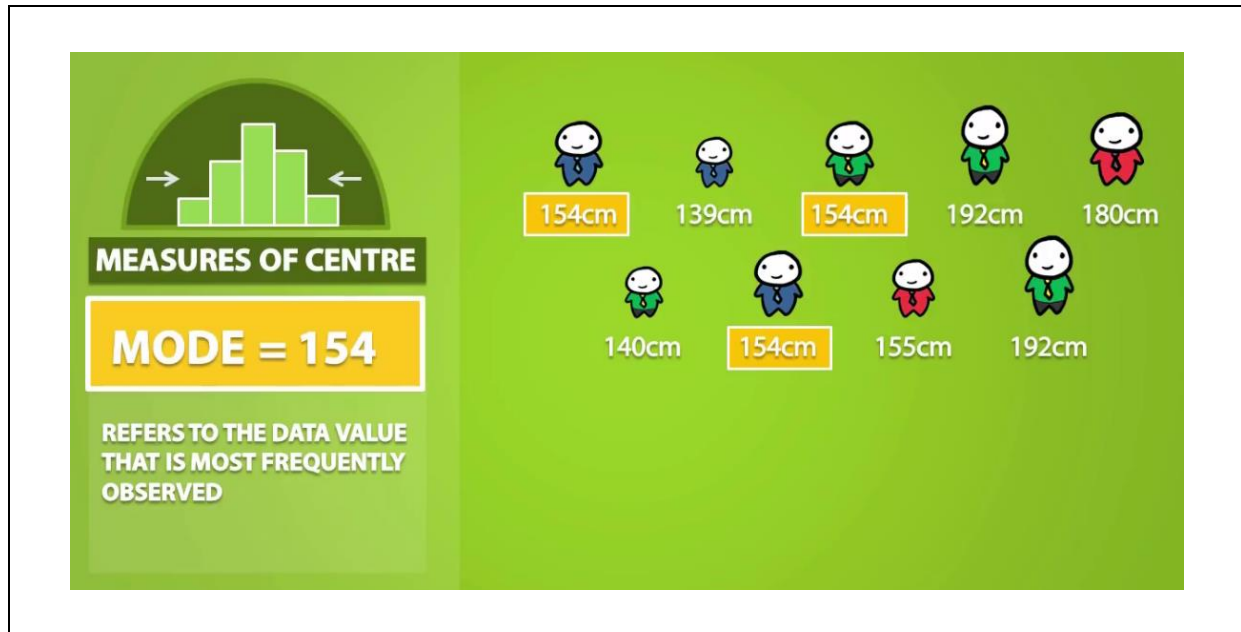 MEASURES OF CENTRE
MODE = 154
REFERS TO THE DATA VALUE
THAT IS MOST FREQUENTLY
OBSERVED
154cm 139cm 154cm 192cm 180cm
140cm 154cm 155cm 192cm